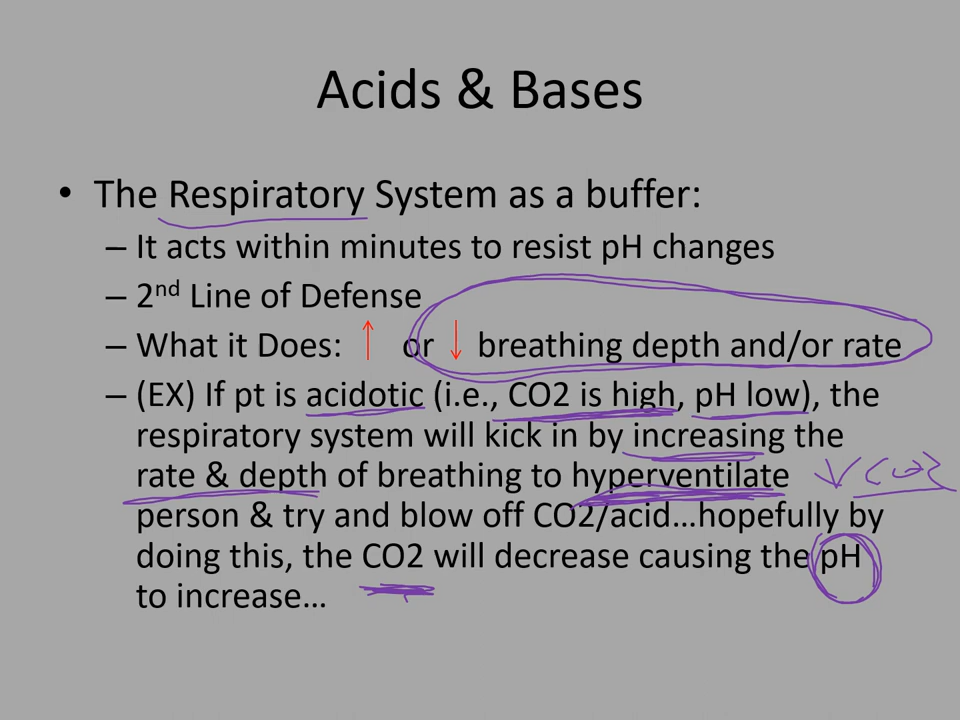 Acids & Bases
• The Respiratory System as a buffer:
– It acts within minutes to resist pH changes
– 2nd Line of Defense
– What it Does: ↑ or ↓ breathing depth and/or rate
– (EX) If pt is acidotic (i.e., CO2 is high, pH low), the
respiratory system will kick in by increasing the
rate & depth of breathing to hyperventilate ↓ CO2
person & try and blow off CO2/acid…hopefully by
doing this, the CO2 will decrease causing the pH
to increase…